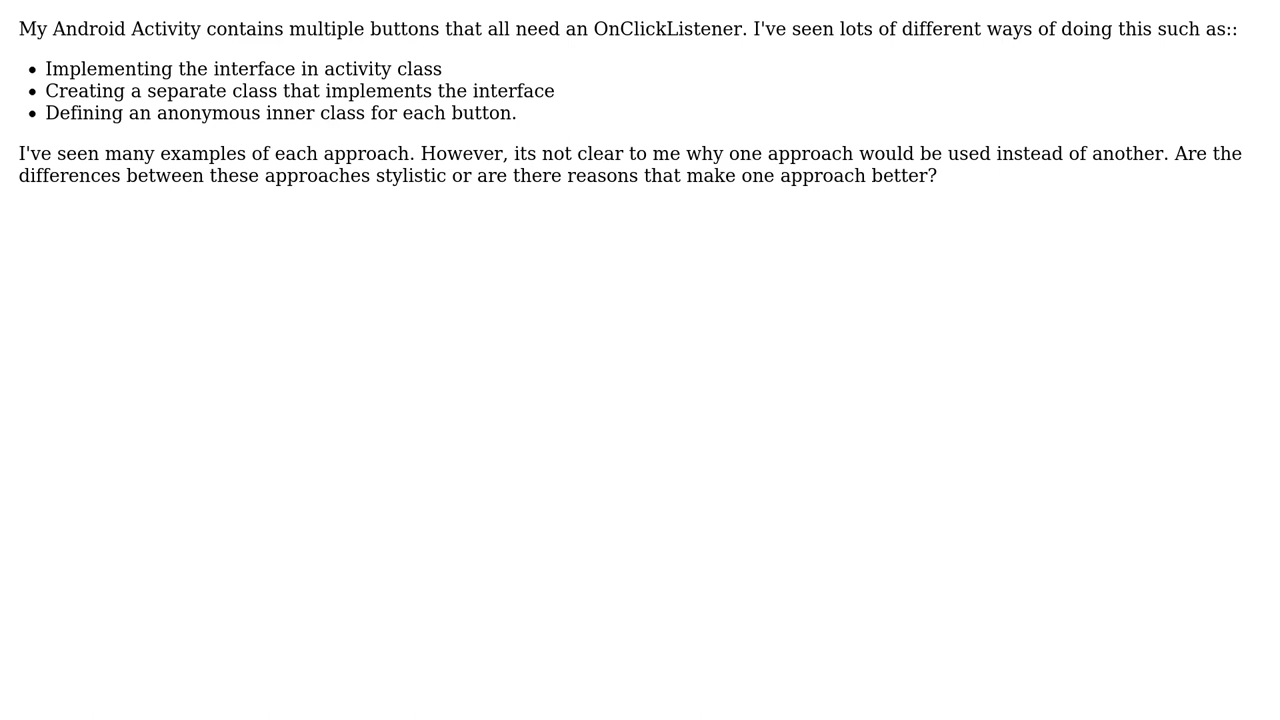 My Android Activity contains multiple buttons that all need an OnClickListener. I've seen lots of different ways of doing this such as::
• Implementing the interface in activity class
• Creating a separate class that implements the interface
• Defining an anonymous inner class for each button.
I've seen many examples of each approach. However, its not clear to me why one approach would be used instead of another. Are the
differences between these approaches stylistic or are there reasons that make one approach better?